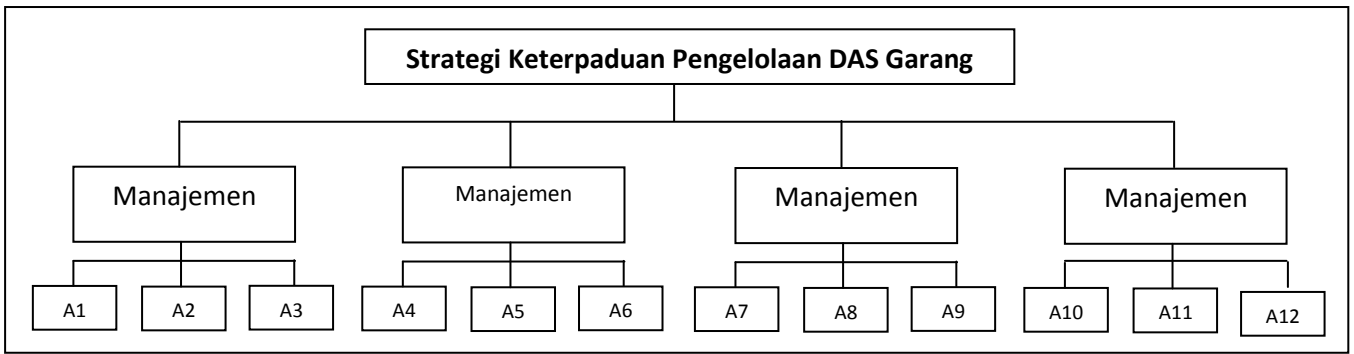 Strategi Keterpaduan Pengelolaan DAS Garang
Manajemen
Manajemen
Manajemen
Manajemen
A1
A2
A3
A4
A5
A6
A7
A8
A9
A10
A11
A12